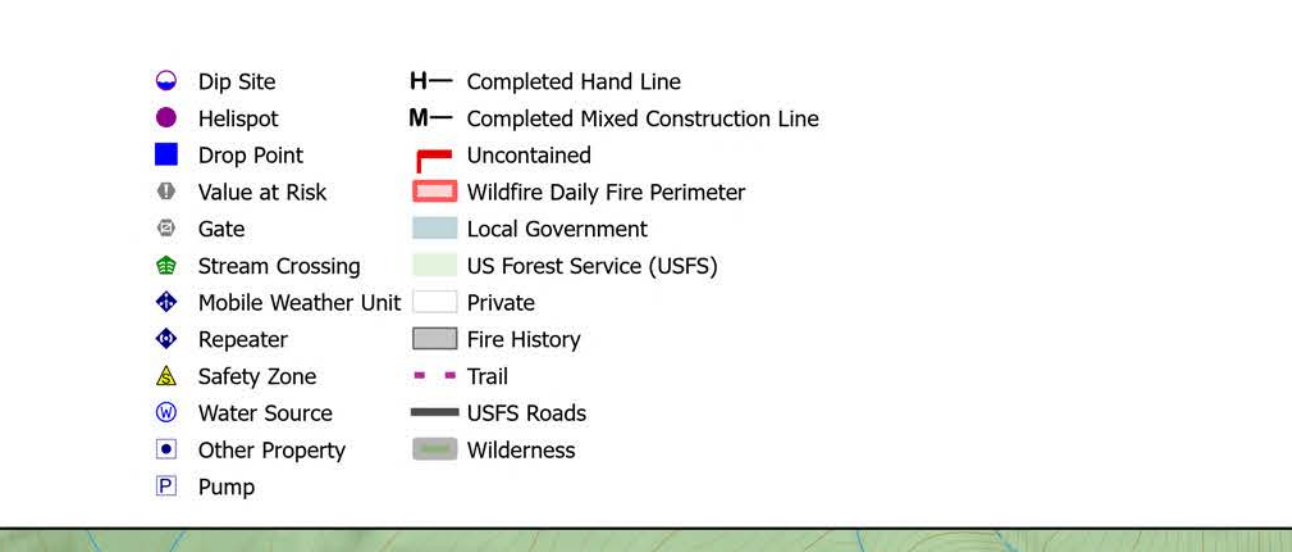 Dip Site
Helispot
Drop Point
Value at Risk
Gate
Stream Crossing
Mobile Weather Unit
Repeater
Safety Zone
Water Source
Other Property
P Pump
H— Completed Hand Line
M— Completed Mixed Construction Line
Uncontained
Wildfire Daily Fire Perimeter
Local Government
US Forest Service (USFS)
Private
Fire History
Trail
USFS Roads
Wilderness